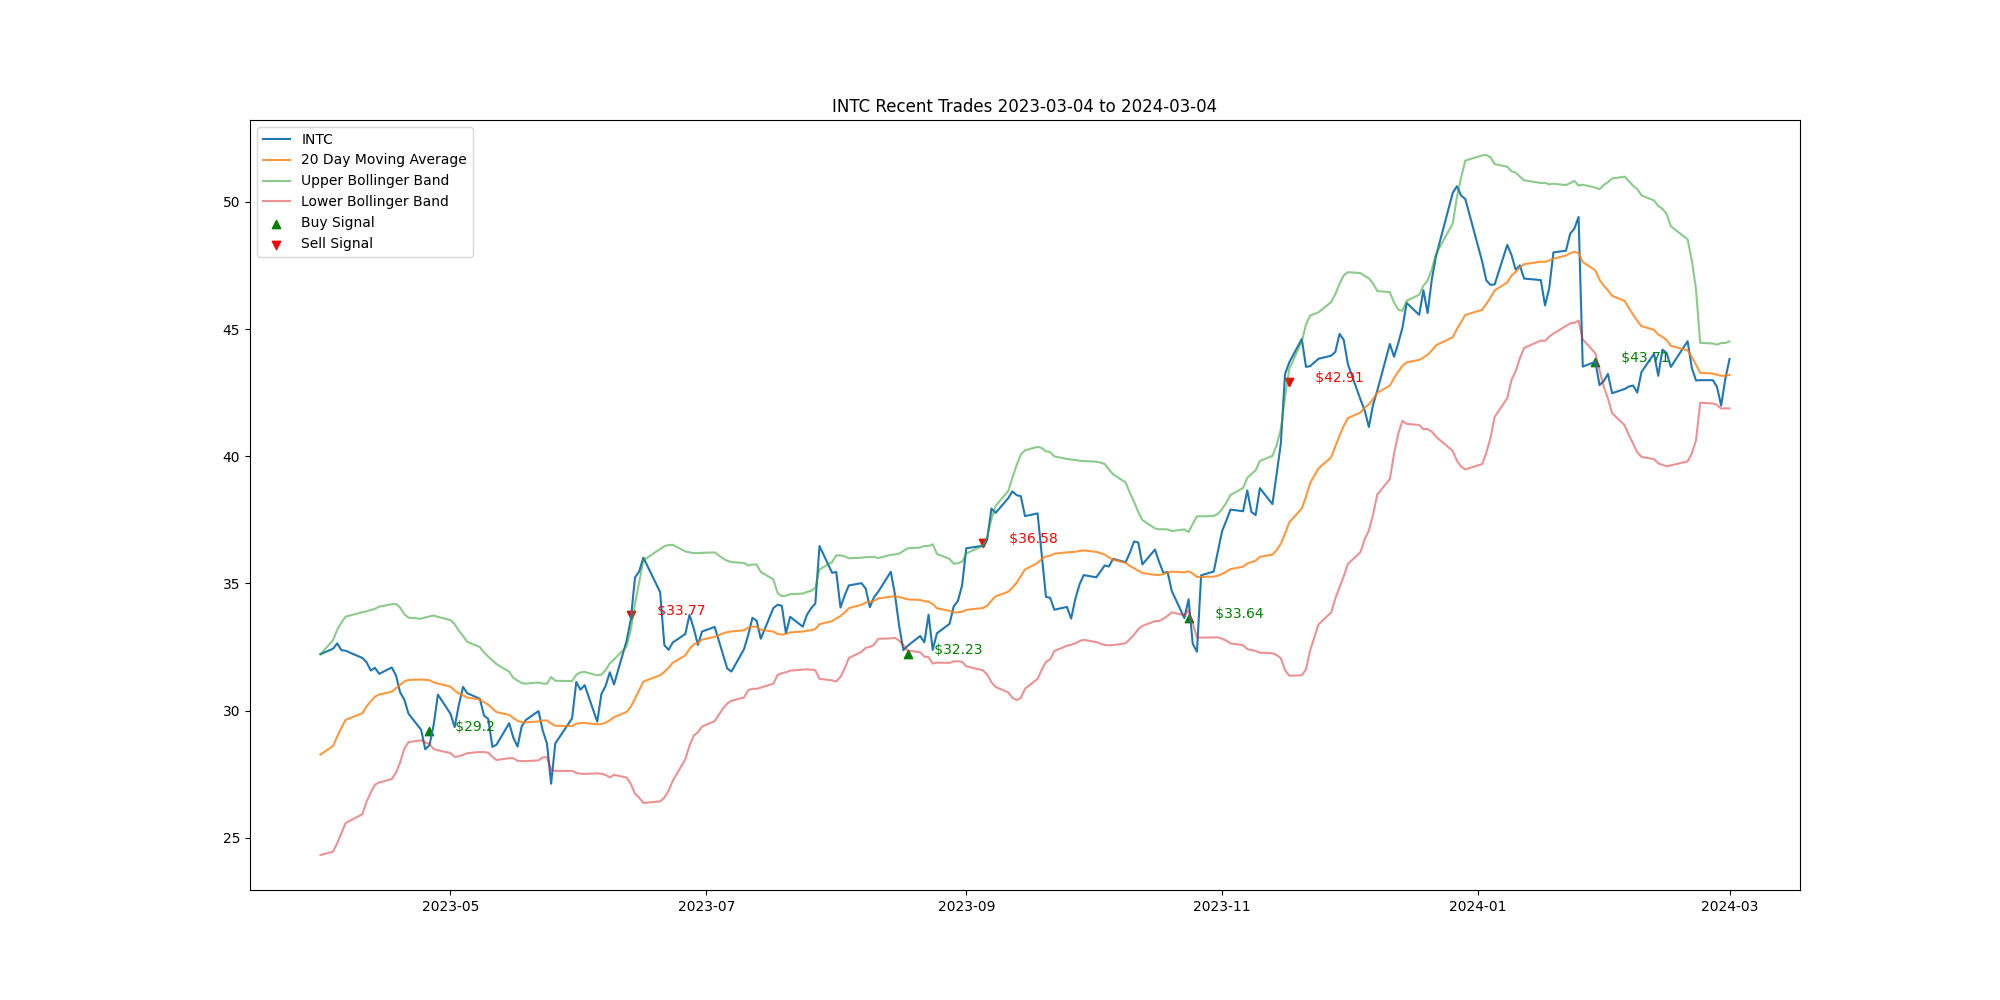 INTC Recent Trades 2023-03-04 to 2024-03-04
INTC
20 Day Moving Average
Upper Bollinger Band
Lower Bollinger Band
Buy Signal
Sell Signal
50
45
40
35
30
25
$29.2
$33.77
$32.23
$36.58
$33.64
$42.91
$43.71
2023-05
2023-07
2023-09
2023-11
2024-01
2024-03